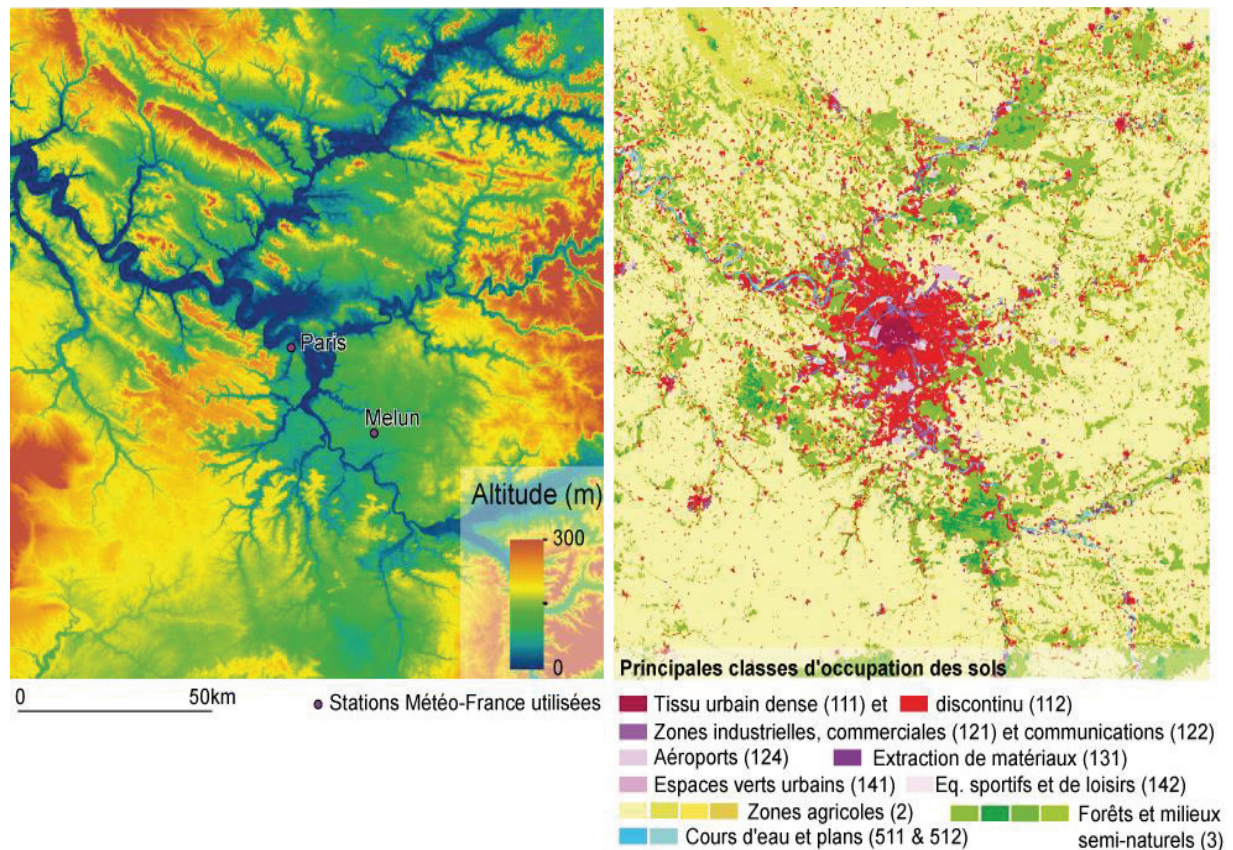 Paris
Melun
Altitude (m)
300
0
0 50km
Stations Météo-France utilisées
Principales classes d'occupation des sols
Tissu urbain dense (111) et discontinu (112)
Zones industrielles, commerciales (121) et communications (122)
Aéroports (124) Extraction de matériaux (131)
Espaces verts urbains (141) Eq. sportifs et de loisirs (142)
Zones agricoles (2) Forêts et milieux
Cours d'eau et plans (511 & 512) semi-naturels (3)